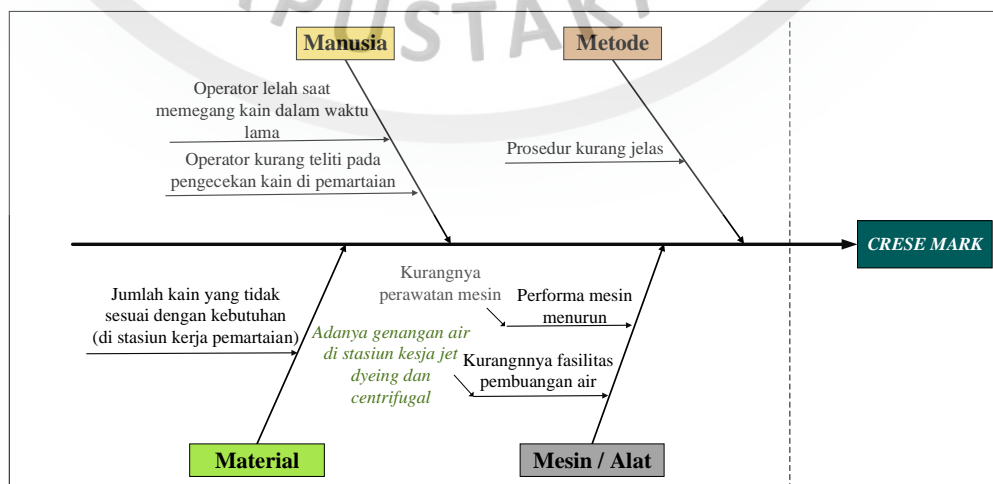 PUSTAK
Manusia
Metode
Operator lelah saat
memegang kain dalam waktu
lama
Operator kurang teliti pada
pengecekan kain di pemartaian
Prosedur kurang jelas
CRESE MARK
Jumlah kain yang tidak
sesuai dengan kebutuhan
(di stasiun kerja pemartaian)
Kurangnya
perawatan mesin
Performa mesin
menurun
Adanya genangan air
di stasiun kesja jet
dyeing dan
centrifugal
Kurangnnya fasilitas
pembuangan air
Material
Mesin / Alat